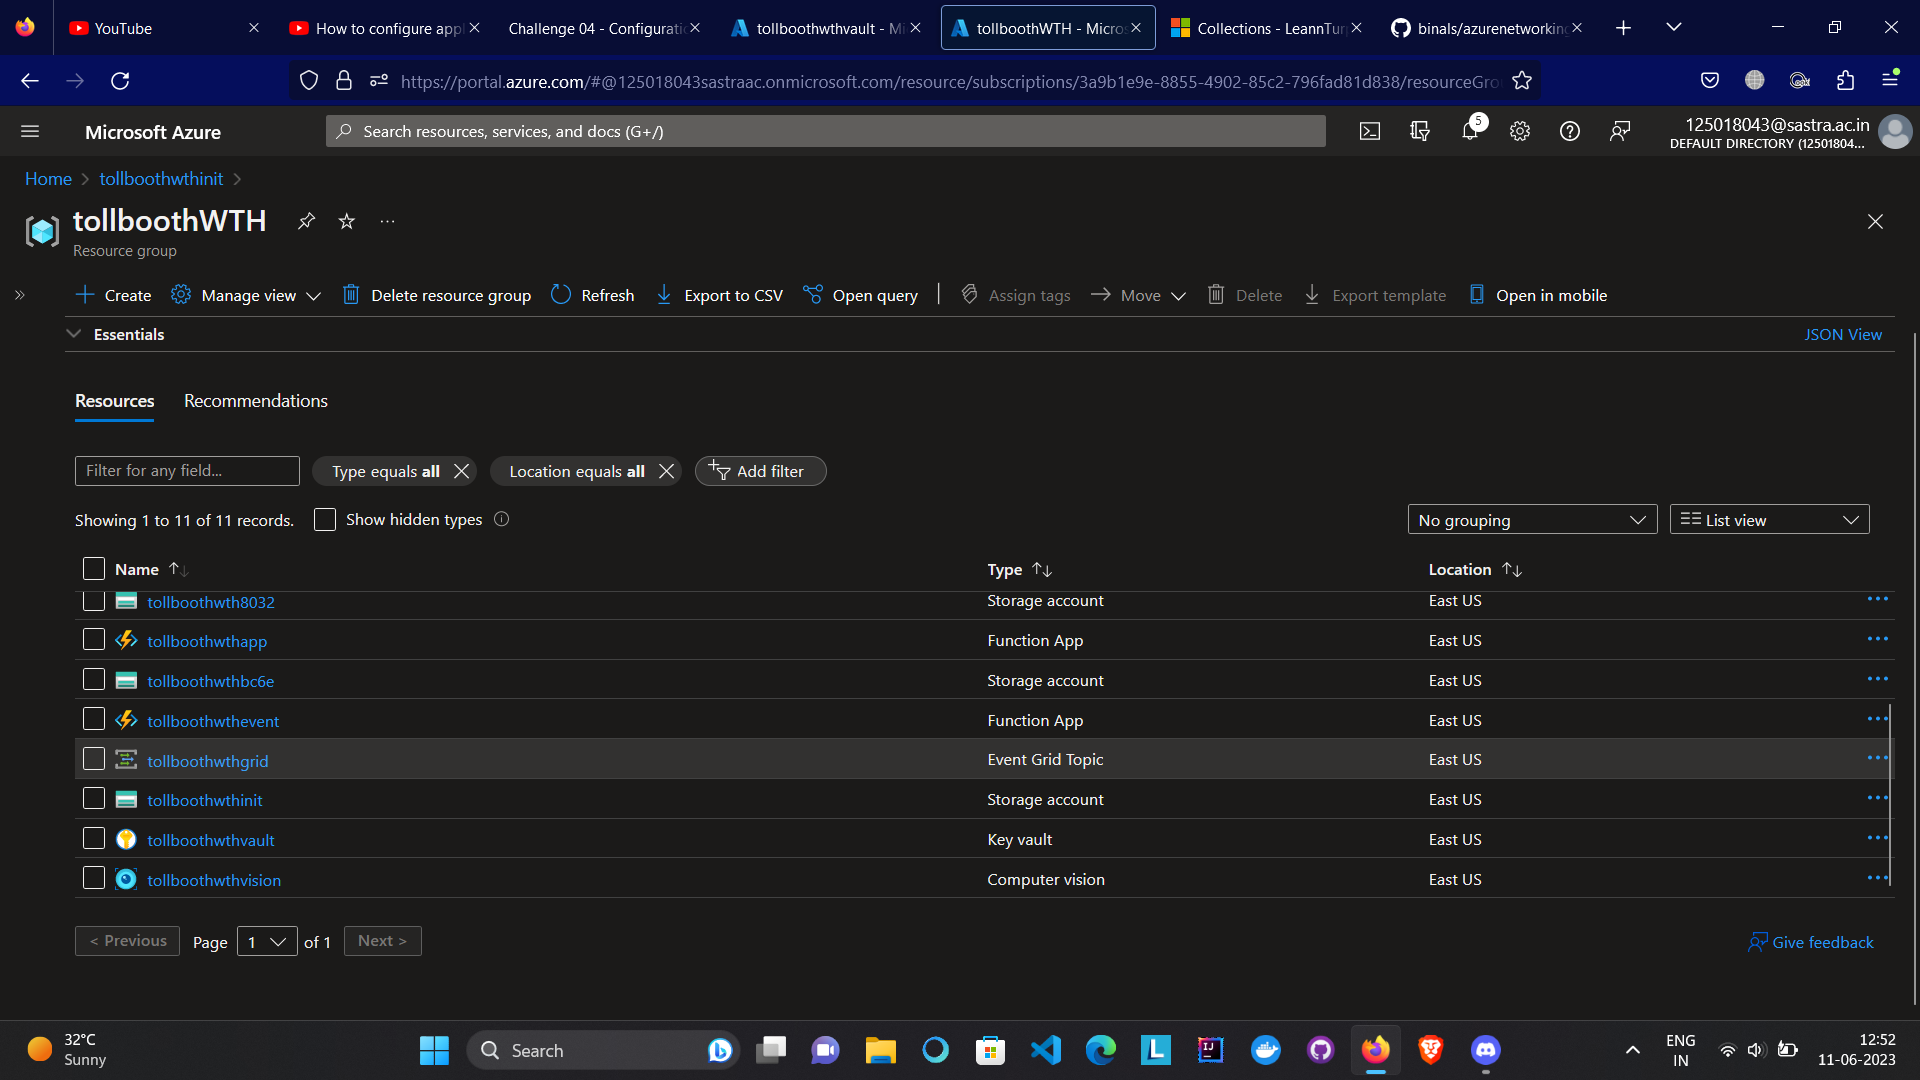 YouTube
How to configure appl
Challenge 04 - Configuratio
tollboothwthvault - Mi
tollboothWTH - Micros
Collections - LeannTurp
binals/azurenetworking
https://portal.azure.com/#@125018043sastraac.onmicrosoft.com/resource/subscriptions/3a9b1e9e-8855-4902-85c2-796fad81d838/resourceGro
Microsoft Azure
Search resources, services, and docs (G+/)
5
125018043@sastra.ac.in
DEFAULT DIRECTORY (12501804...
Home > tollboothwthinit >
tollboothWTH
Resource group
Create Manage view Delete resource group Refresh Export to CSV Open query Assign tags Move Delete Export template Open in mobile
Essentials JSON View
Resources Recommendations
Filter for any field... Type equals all Location equals all Add filter
Showing 1 to 11 of 11 records. Show hidden types No grouping List view
Name Type Location
tollboothwth8032 Storage account East US
tollboothwthapp Function App East US
tollboothwthbc6e Storage account East US
tollboothwthevent Function App East US
tollboothwthgrid Event Grid Topic East US
tollboothwthinit Storage account East US
tollboothwthvault Key vault East US
tollboothwthvision Computer vision East US
< Previous Page 1 of 1 Next > Give feedback
32°C
Sunny
Search
ENG
IN
12:52
11-06-2023